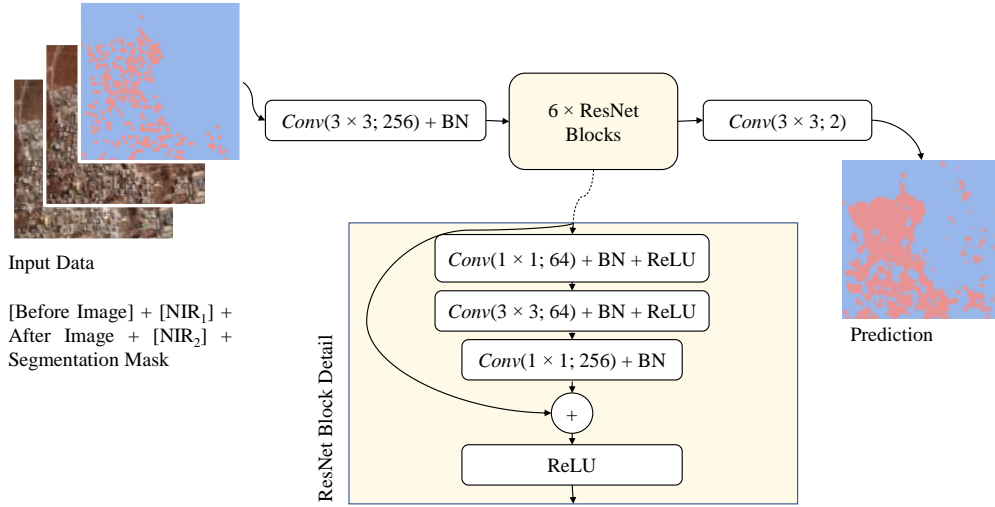 Conv(3 × 3; 256) + BN
6 × ResNet
Blocks
Conv(3 × 3; 2)
Input Data
[Before Image] + [NIR₁] +
After Image + [NIR₂] +
Segmentation Mask
ResNet Block Detail
Conv(1 × 1; 64) + BN + ReLU
Conv(3 × 3; 64) + BN + ReLU
Conv(1 × 1; 256) + BN
+
ReLU
Prediction